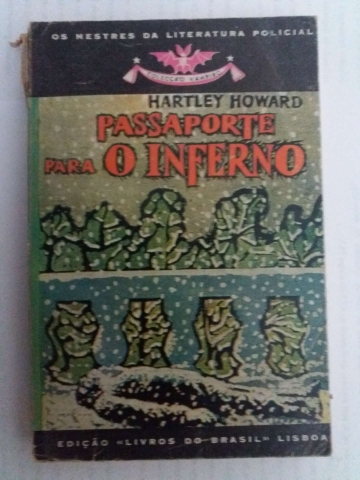 OS MESTRES DA LITERATURA POLICIAL
COLECÇÃO VAMPIRO
HARTLEY HOWARD
PASSAPORTE
PARA O INFERNO
EDIÇÃO «LIVROS DO BRASIL» LISBOA